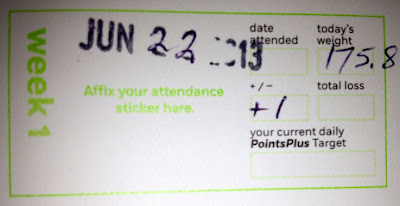 week 1
JUN 22 2013
Affix your attendance
sticker here.
date
attended
today's
weight
175.8
+/-
+1
total loss
your current daily
PointsPlus Target